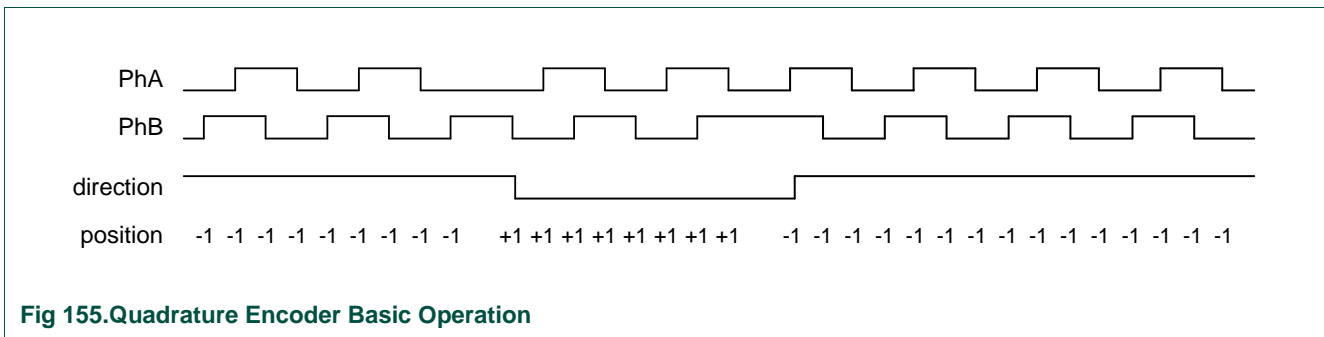 PhA
PhB
direction
position -1 -1 -1 -1 -1 -1 -1 -1 -1 +1 +1 +1 +1 +1 +1 +1 +1 -1 -1 -1 -1 -1 -1 -1 -1 -1 -1 -1 -1 -1 -1 -1
Fig 155.Quadrature Encoder Basic Operation